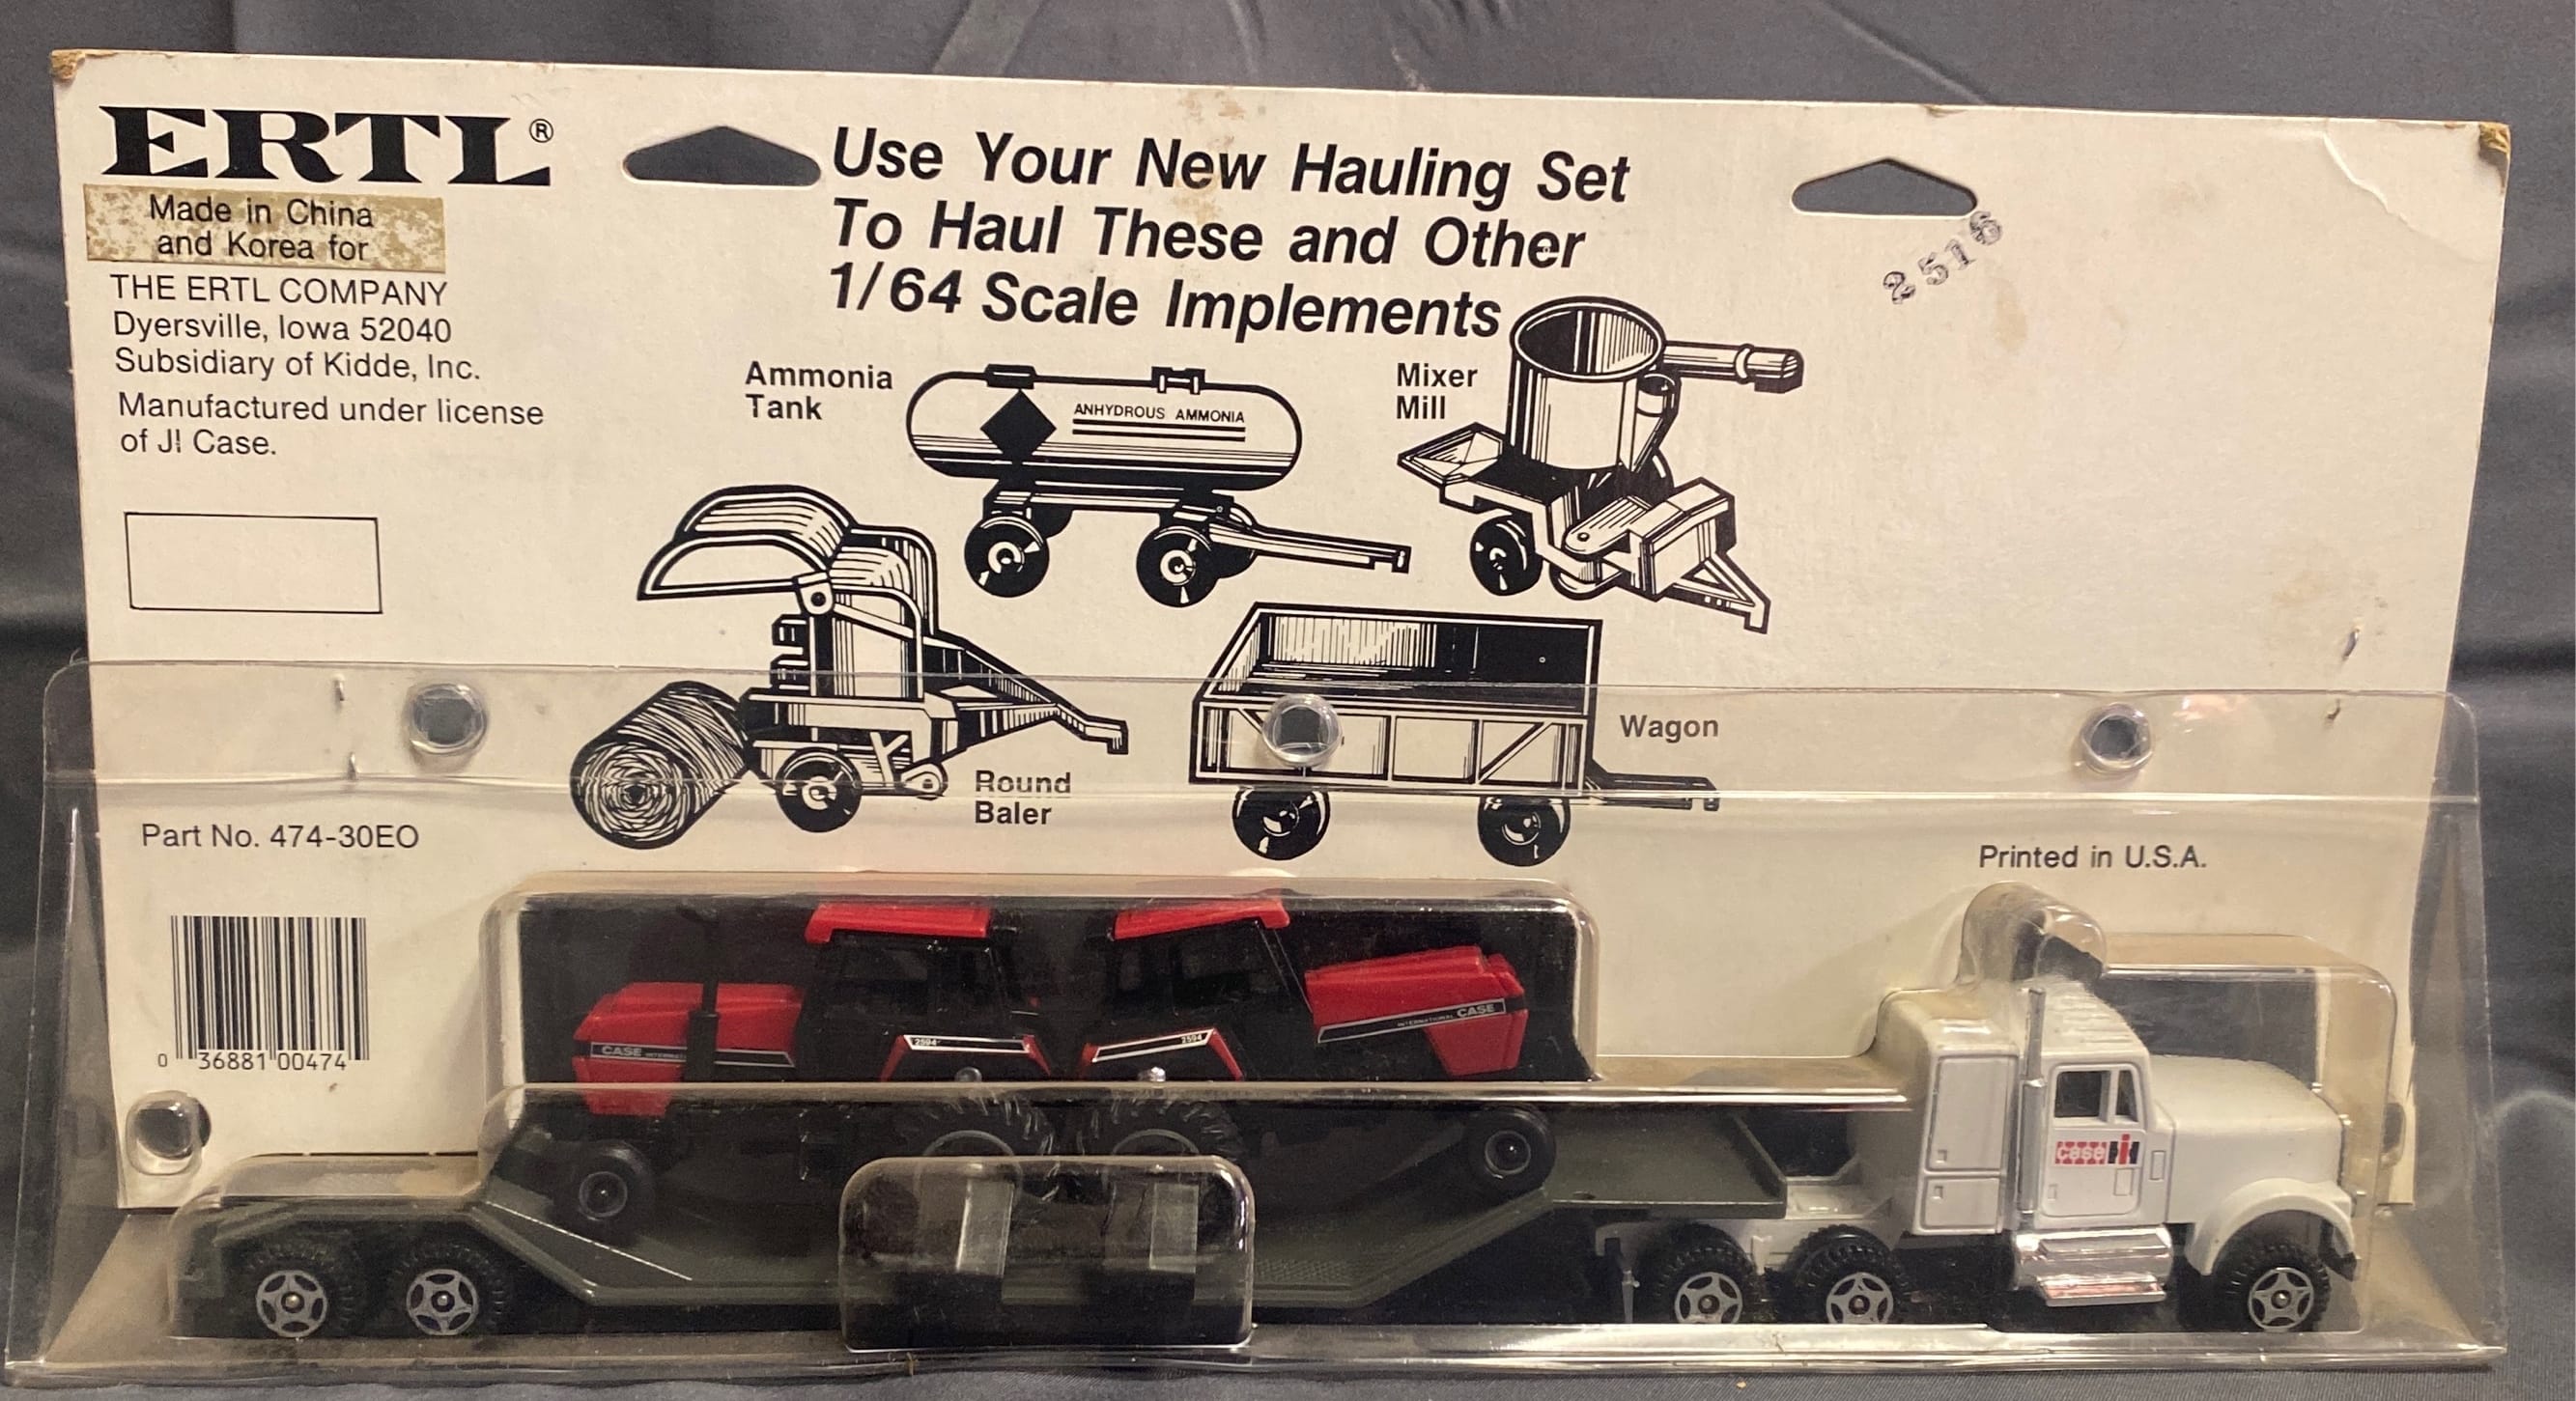 ERTL®
Made in China
and Korea for
THE ERTL COMPANY
Dyersville, Iowa 52040
Subsidiary of Kidde, Inc.
Manufactured under license
of J! Case.
Use Your New Hauling Set
To Haul These and Other
1/64 Scale Implements
2516
Ammonia
Tank
ANHYDROUS AMMONIA
Mixer
Mill
Round
Baler
Wagon
Part No. 474-30EO
Printed in U.S.A.
0 36881 00474
CASE INTERNATI
2594
2594
INTERNATIONAL CASE
case IH